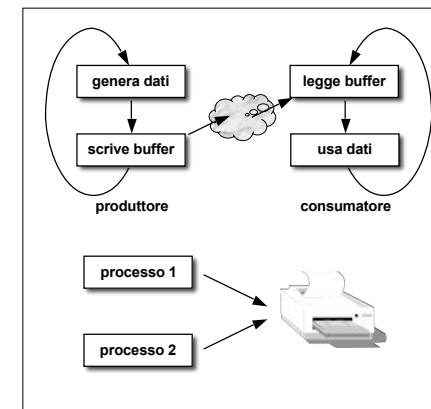 genera dati
legge buffer
scrive buffer
usa dati
produttore
consumatore
processo 1
processo 2